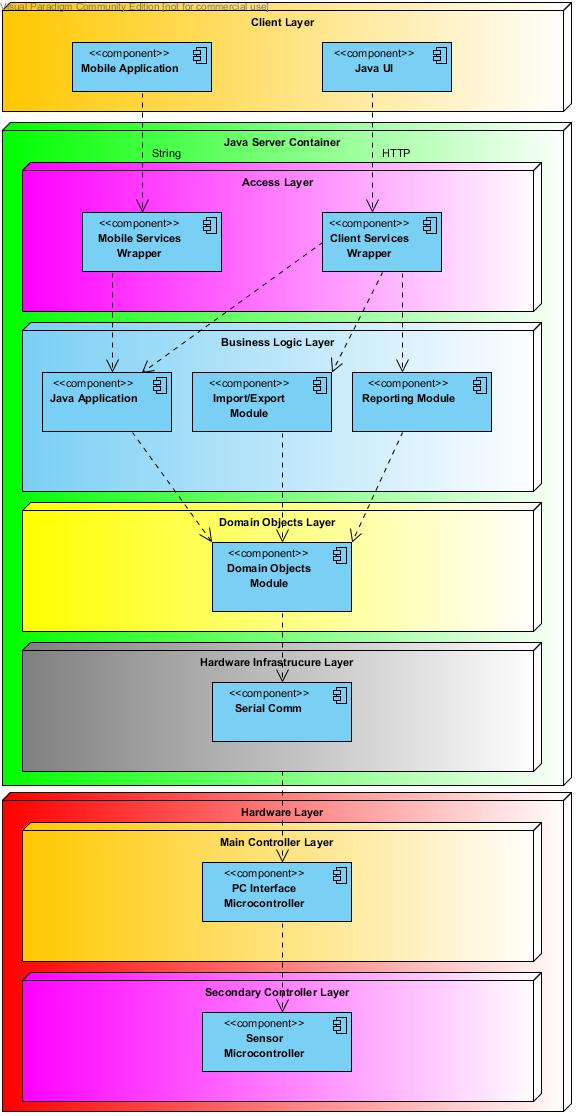 Visual Paradigm Community Edition [not for commercial use]
Client Layer
<<component>>
Mobile Application
<<component>>
Java UI
Java Server Container
String
HTTP
Access Layer
<<component>>
Mobile Services
Wrapper
<<component>>
Client Services
Wrapper
Business Logic Layer
<<component>>
Java Application
<<component>>
Import/Export
Module
<<component>>
Reporting Module
Domain Objects Layer
<<component>>
Domain Objects
Module
Hardware Infrastrucure Layer
<<component>>
Serial Comm
Hardware Layer
Main Controller Layer
<<component>>
PC Interface
Microcontroller
Secondary Controller Layer
<<component>>
Sensor
Microcontroller